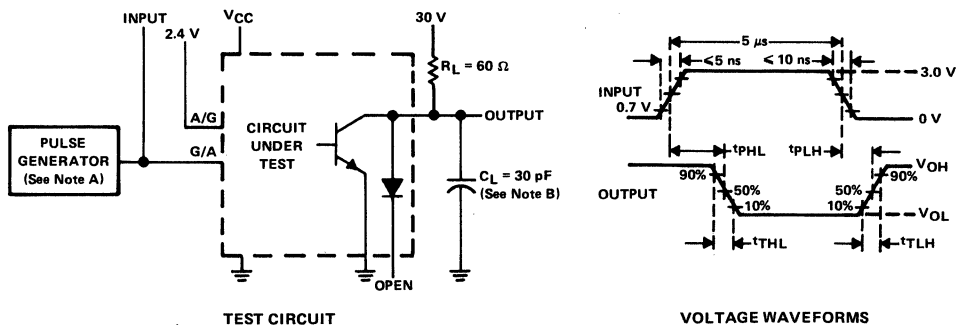 INPUT
2.4 V
VCC
30 V
RL = 60 Ω
A/G
G/A
PULSE
GENERATOR
(See Note A)
CIRCUIT
UNDER
TEST
OUTPUT
CL = 30 pF
(See Note B)
OPEN
TEST CIRCUIT
5 μs
≤5 ns
≤ 10 ns
3.0 V
INPUT
0.7 V
0 V
tPHL
tPLH
VOH
90%
90%
OUTPUT
50%
50%
10%
10%
VOL
tTHL
tTLH
VOLTAGE WAVEFORMS